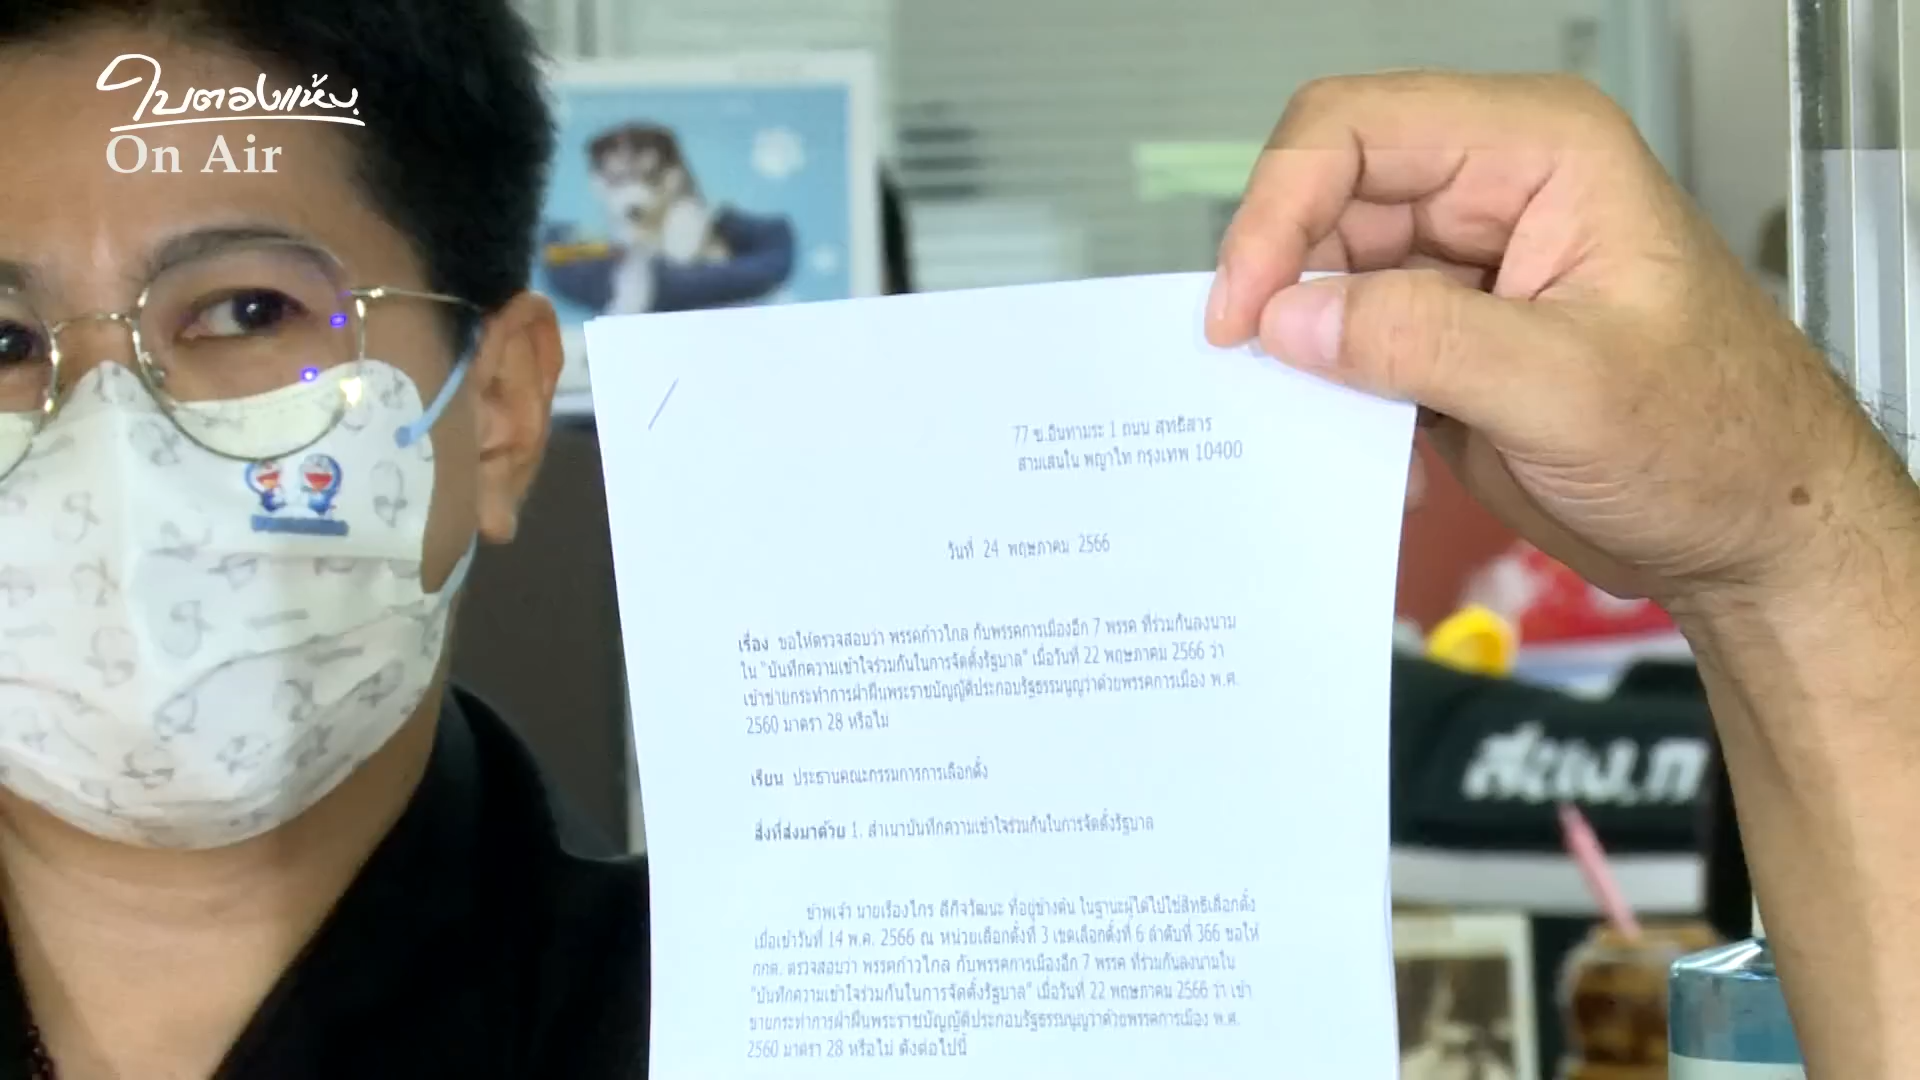 ใบตองแห้ง
On Air
77 ซ.อินทามระ 1 ถนน สุทธิสาร
สามเสนใน พญาไท กรุงเทพ 10400
วันที่ 24 พฤษภาคม 2566
เรื่อง ขอให้ตรวจสอบว่า พรรคก้าวไกล กับพรรคการเมืองอีก 7 พรรค ที่ร่วมกันลงนาม
ใน "บันทึกความเข้าใจร่วมกันในการจัดตั้งรัฐบาล" เมื่อวันที่ 22 พฤษภาคม 2566 ว่า
เข้าข่ายกระทำการฝ่าฝืนพระราชบัญญัติประกอบรัฐธรรมนูญว่าด้วยพรรคการเมือง พ.ศ.
2560 มาตรา 28 หรือไม่
เรียน ประธานคณะกรรมการการเลือกตั้ง
สิ่งที่ส่งมาด้วย 1. สำเนาบันทึกความเข้าใจร่วมกันในการจัดตั้งรัฐบาล
ข้าพเจ้า นายเรืองไกร ลีกิจวัฒนะ ที่อยู่ข้างต้น ในฐานะผู้ได้ไปใช้สิทธิเลือกตั้ง
เมื่อเช้าวันที่ 14 พ.ค. 2566 ณ หน่วยเลือกตั้งที่ 3 เขตเลือกตั้งที่ 6 ลำดับที่ 366 ขอให้
กกต. ตรวจสอบว่า พรรคก้าวไกล กับพรรคการเมืองอีก 7 พรรค ที่ร่วมกันลงนามใน
"บันทึกความเข้าใจร่วมกันในการจัดตั้งรัฐบาล" เมื่อวันที่ 22 พฤษภาคม 2566 ว่า เข้า
ข่ายกระทำการฝ่าฝืนพระราชบัญญัติประกอบรัฐธรรมนูญว่าด้วยพรรคการเมือง พ.ศ.
2560 มาตรา 28 หรือไม่ ดังต่อไปนี้